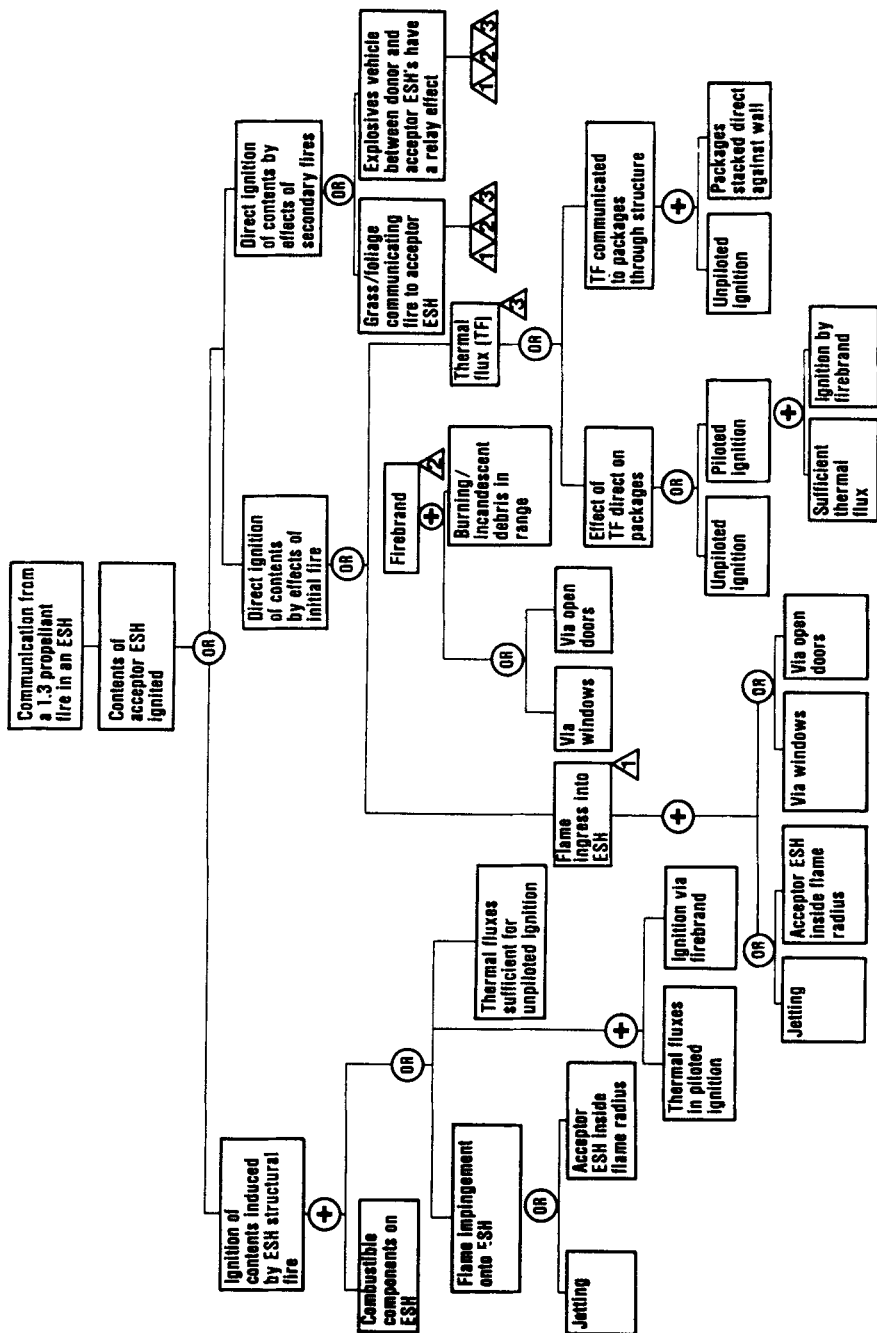 Communication from
a 1.3 propellant
fire in an ESH
Contents of
acceptor ESH
ignited
OR
Ignition of
contents induced
by ESH structural
fire
+
Combustible
components on
ESH
OR
Flame impingement
onto ESH
OR
Jetting
Acceptor
ESH inside
flame radius
Thermal fluxes
sufficient for
unpiloted ignition
+
Thermal fluxes
in piloted
ignition
Ignition via
firebrand
Direct ignition
of contents
by effects of
initial fire
OR
Flame
ingress into
ESH
1
+
OR
Jetting
Acceptor ESH
inside flame
radius
OR
Via windows
Via open
doors
Firebrand
2
+
OR
Via
windows
Via open
doors
Burning/
Incandescent
debris in
range
Thermal
flux (TF)
3
OR
Effect of
TF direct on
packages
OR
Unpiloted
ignition
Piloted
ignition
+
Sufficient
thermal
flux
Ignition by
firebrand
TF communicated
to packages
through structure
+
Unpiloted
ignition
Packages
stacked direct
against wall
Direct ignition
of contents by
effects of
secondary fires
OR
Grass/foliage
communicating
fire to acceptor
ESH
1 2 3
Explosives vehicle
between donor and
acceptor ESH's have
a relay effect
1 2 3